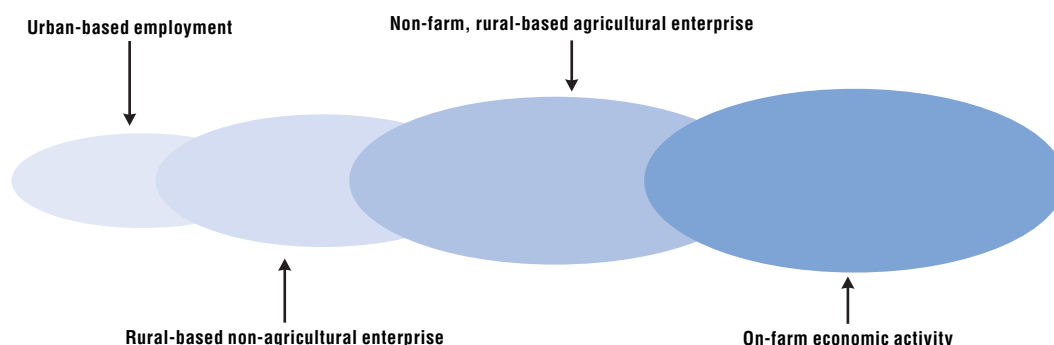 Urban-based employment
Non-farm, rural-based agricultural enterprise
Rural-based non-agricultural enterprise
On-farm economic activity